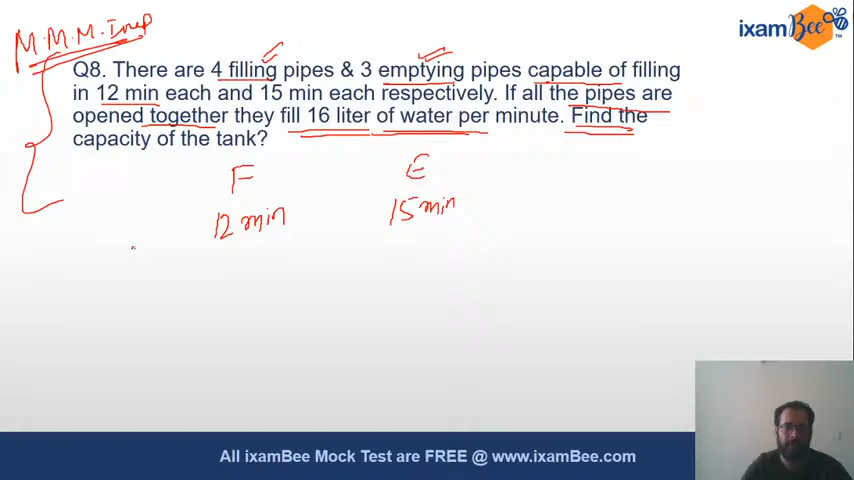 M.M.M. Imp
ixamBee™
Q8. There are 4 filling pipes & 3 emptying pipes capable of filling
in 12 min each and 15 min each respectively. If all the pipes are
opened together they fill 16 liter of water per minute. Find the
capacity of the tank?
F E
12 min 15 min
All ixamBee Mock Test are FREE @ www.ixamBee.com